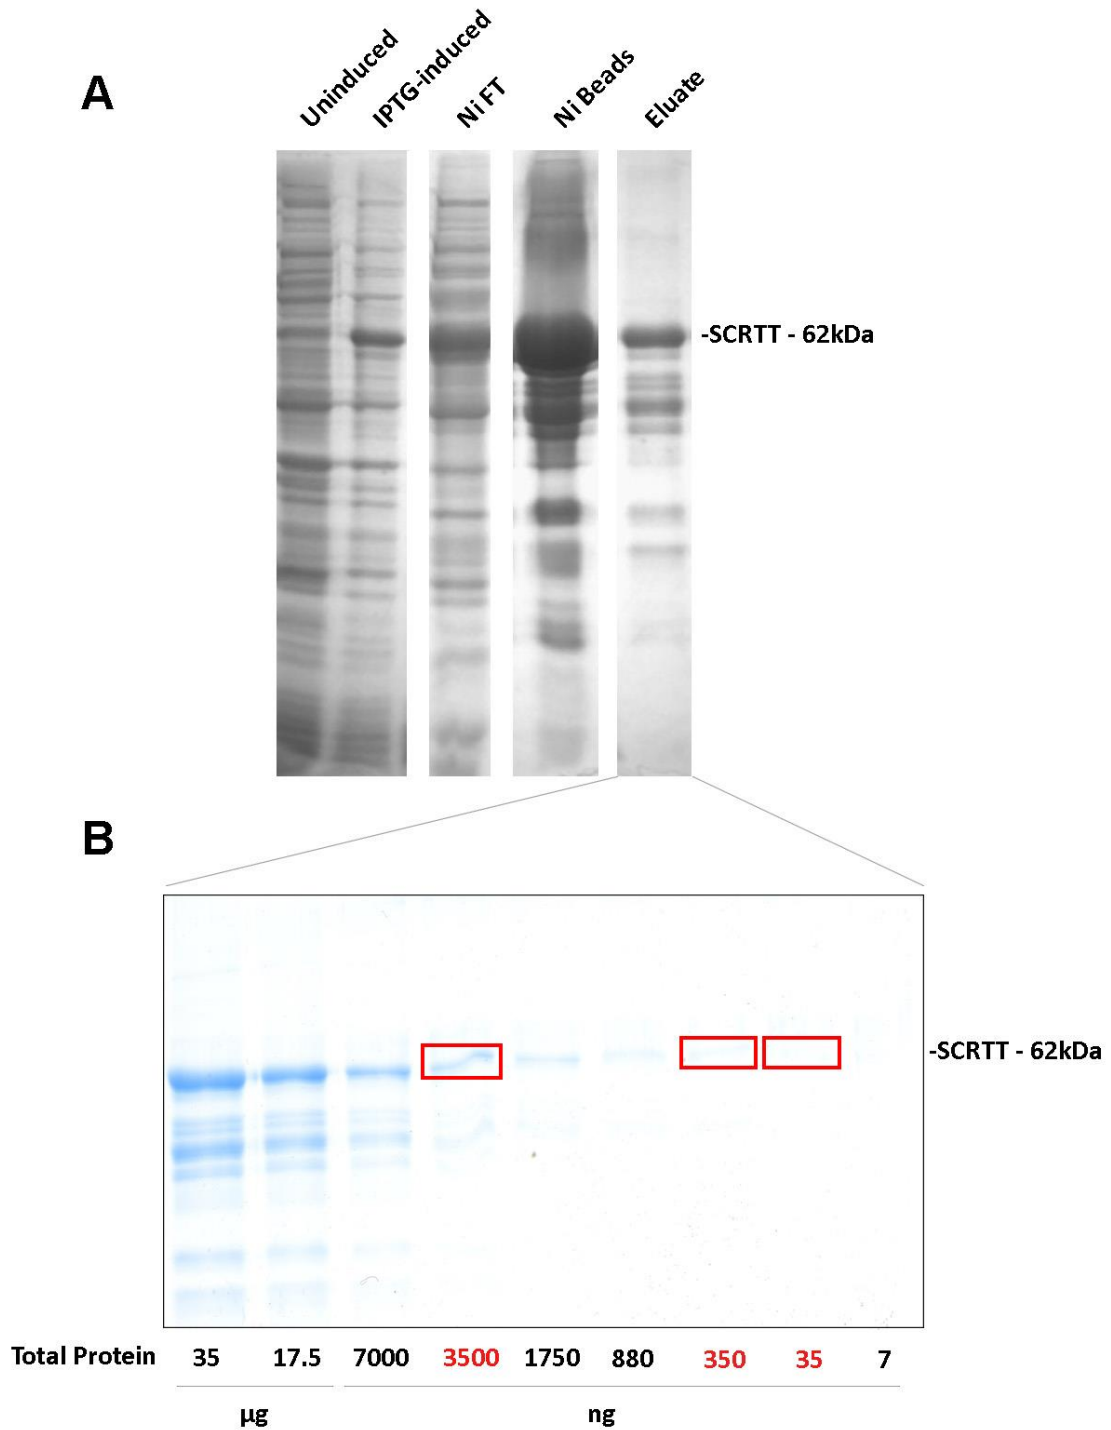 A
Uninduced
IPTG-induced
Ni FT
Ni Beads
Eluate
-SCRTT - 62kDa
B
-SCRTT - 62kDa
Total Protein 35 17.5 7000 3500 1750 880 350 35 7
µg ng